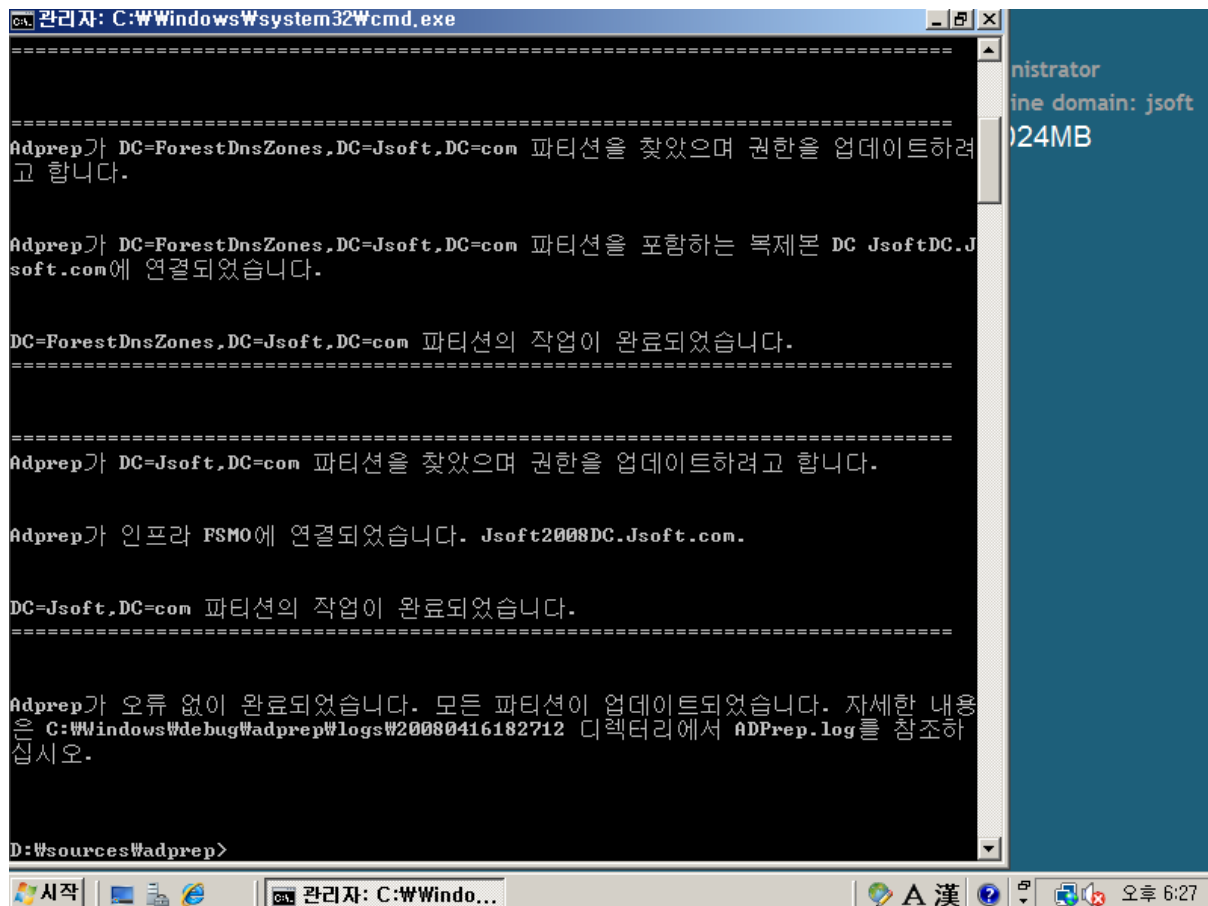 관리자: C:₩Windows₩system32₩cmd.exe
==============================================================================
==============================================================================
Adprep가 DC=ForestDnsZones,DC=Jsoft,DC=com 파티션을 찾았으며 권한을 업데이트하려
고 합니다.
Adprep가 DC=ForestDnsZones,DC=Jsoft,DC=com 파티션을 포함하는 복제본 DC JsoftDC.J
soft.com에 연결되었습니다.
DC=ForestDnsZones,DC=Jsoft,DC=com 파티션의 작업이 완료되었습니다.
==============================================================================
==============================================================================
Adprep가 DC=Jsoft,DC=com 파티션을 찾았으며 권한을 업데이트하려고 합니다.
Adprep가 인프라 FSMO에 연결되었습니다. Jsoft2008DC.Jsoft.com.
DC=Jsoft,DC=com 파티션의 작업이 완료되었습니다.
==============================================================================
Adprep가 오류 없이 완료되었습니다. 모든 파티션이 업데이트되었습니다. 자세한 내용
은 C:₩Windows₩debug₩adprep₩logs₩20080416182712 디렉터리에서 ADPrep.log를 참조하
십시오.
D:₩sources₩adprep>
nistrator
ine domain: jsoft
024MB
시작
관리자: C:₩Windo...
A 漢
오후 6:27